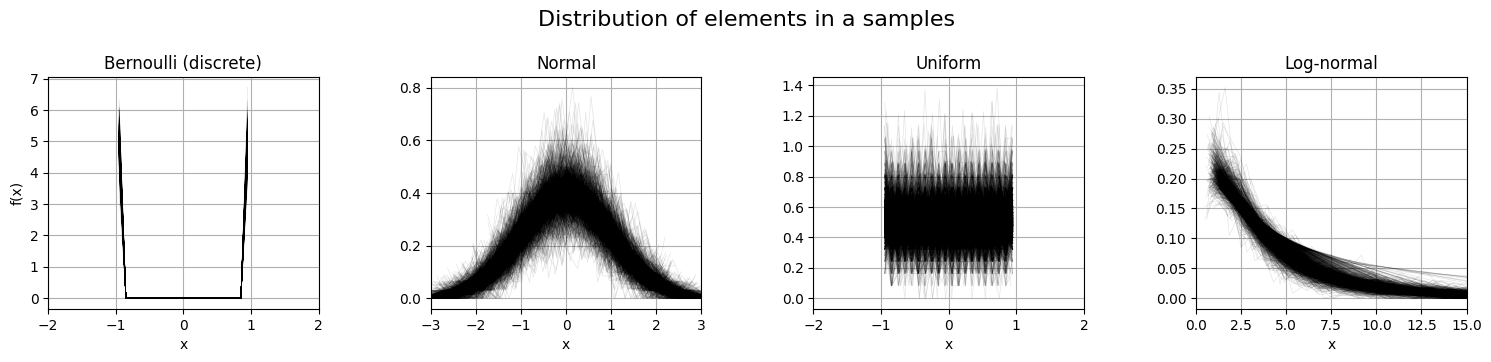 Distribution of elements in a samples
Bernoulli (discrete)
7
6
5
4
3
2
1
0
f(x)
−2 −1 0 1 2
x
Normal
0.8
0.6
0.4
0.2
0.0
−3 −2 −1 0 1 2 3
x
Uniform
1.4
1.2
1.0
0.8
0.6
0.4
0.2
0.0
−2 −1 0 1 2
x
Log-normal
0.35
0.30
0.25
0.20
0.15
0.10
0.05
0.00
0.0 2.5 5.0 7.5 10.0 12.5 15.0
x